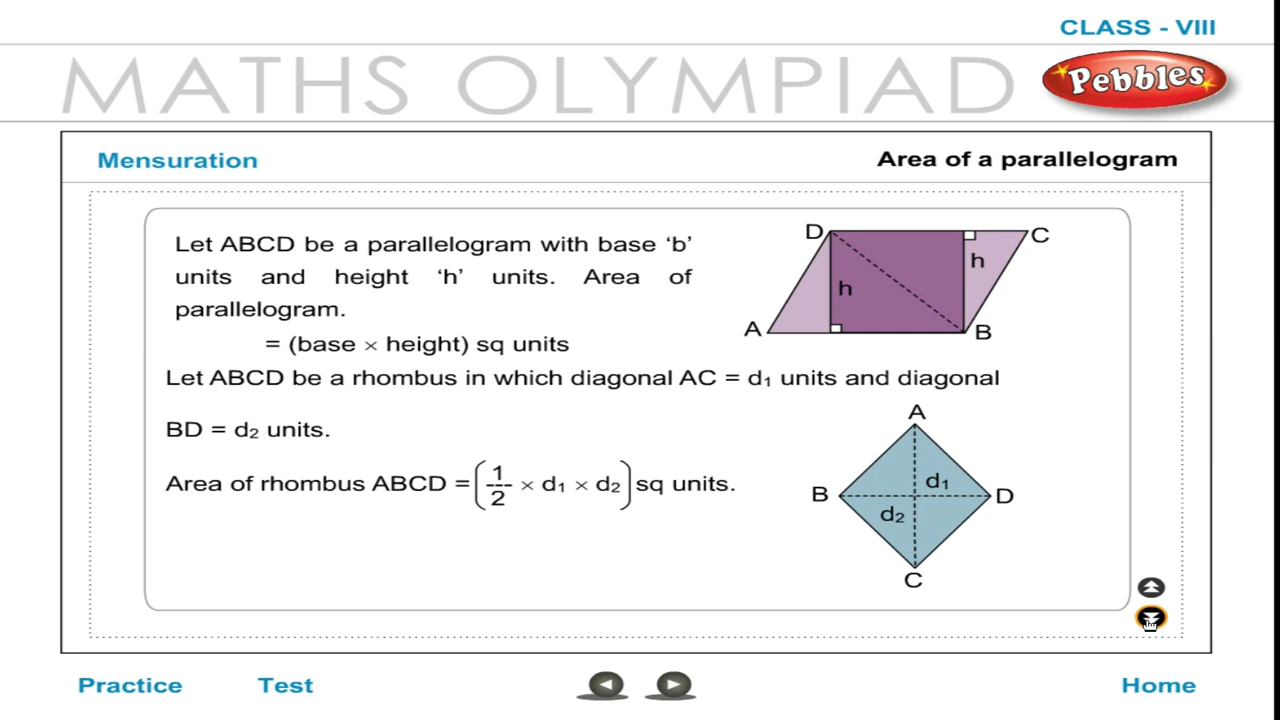 CLASS - VIII
MATHS OLYMPIAD
Pebbles
Mensuration
Area of a parallelogram
Let ABCD be a parallelogram with base ‘b’
units and height ‘h’ units. Area of
parallelogram.
= (base × height) sq units
D
C
h
h
A
B
Let ABCD be a rhombus in which diagonal AC = d₁ units and diagonal
BD = d₂ units.
Area of rhombus ABCD = (1/2 × d₁ × d₂) sq units.
A
B
d₁
D
d₂
C
Practice
Test
Home